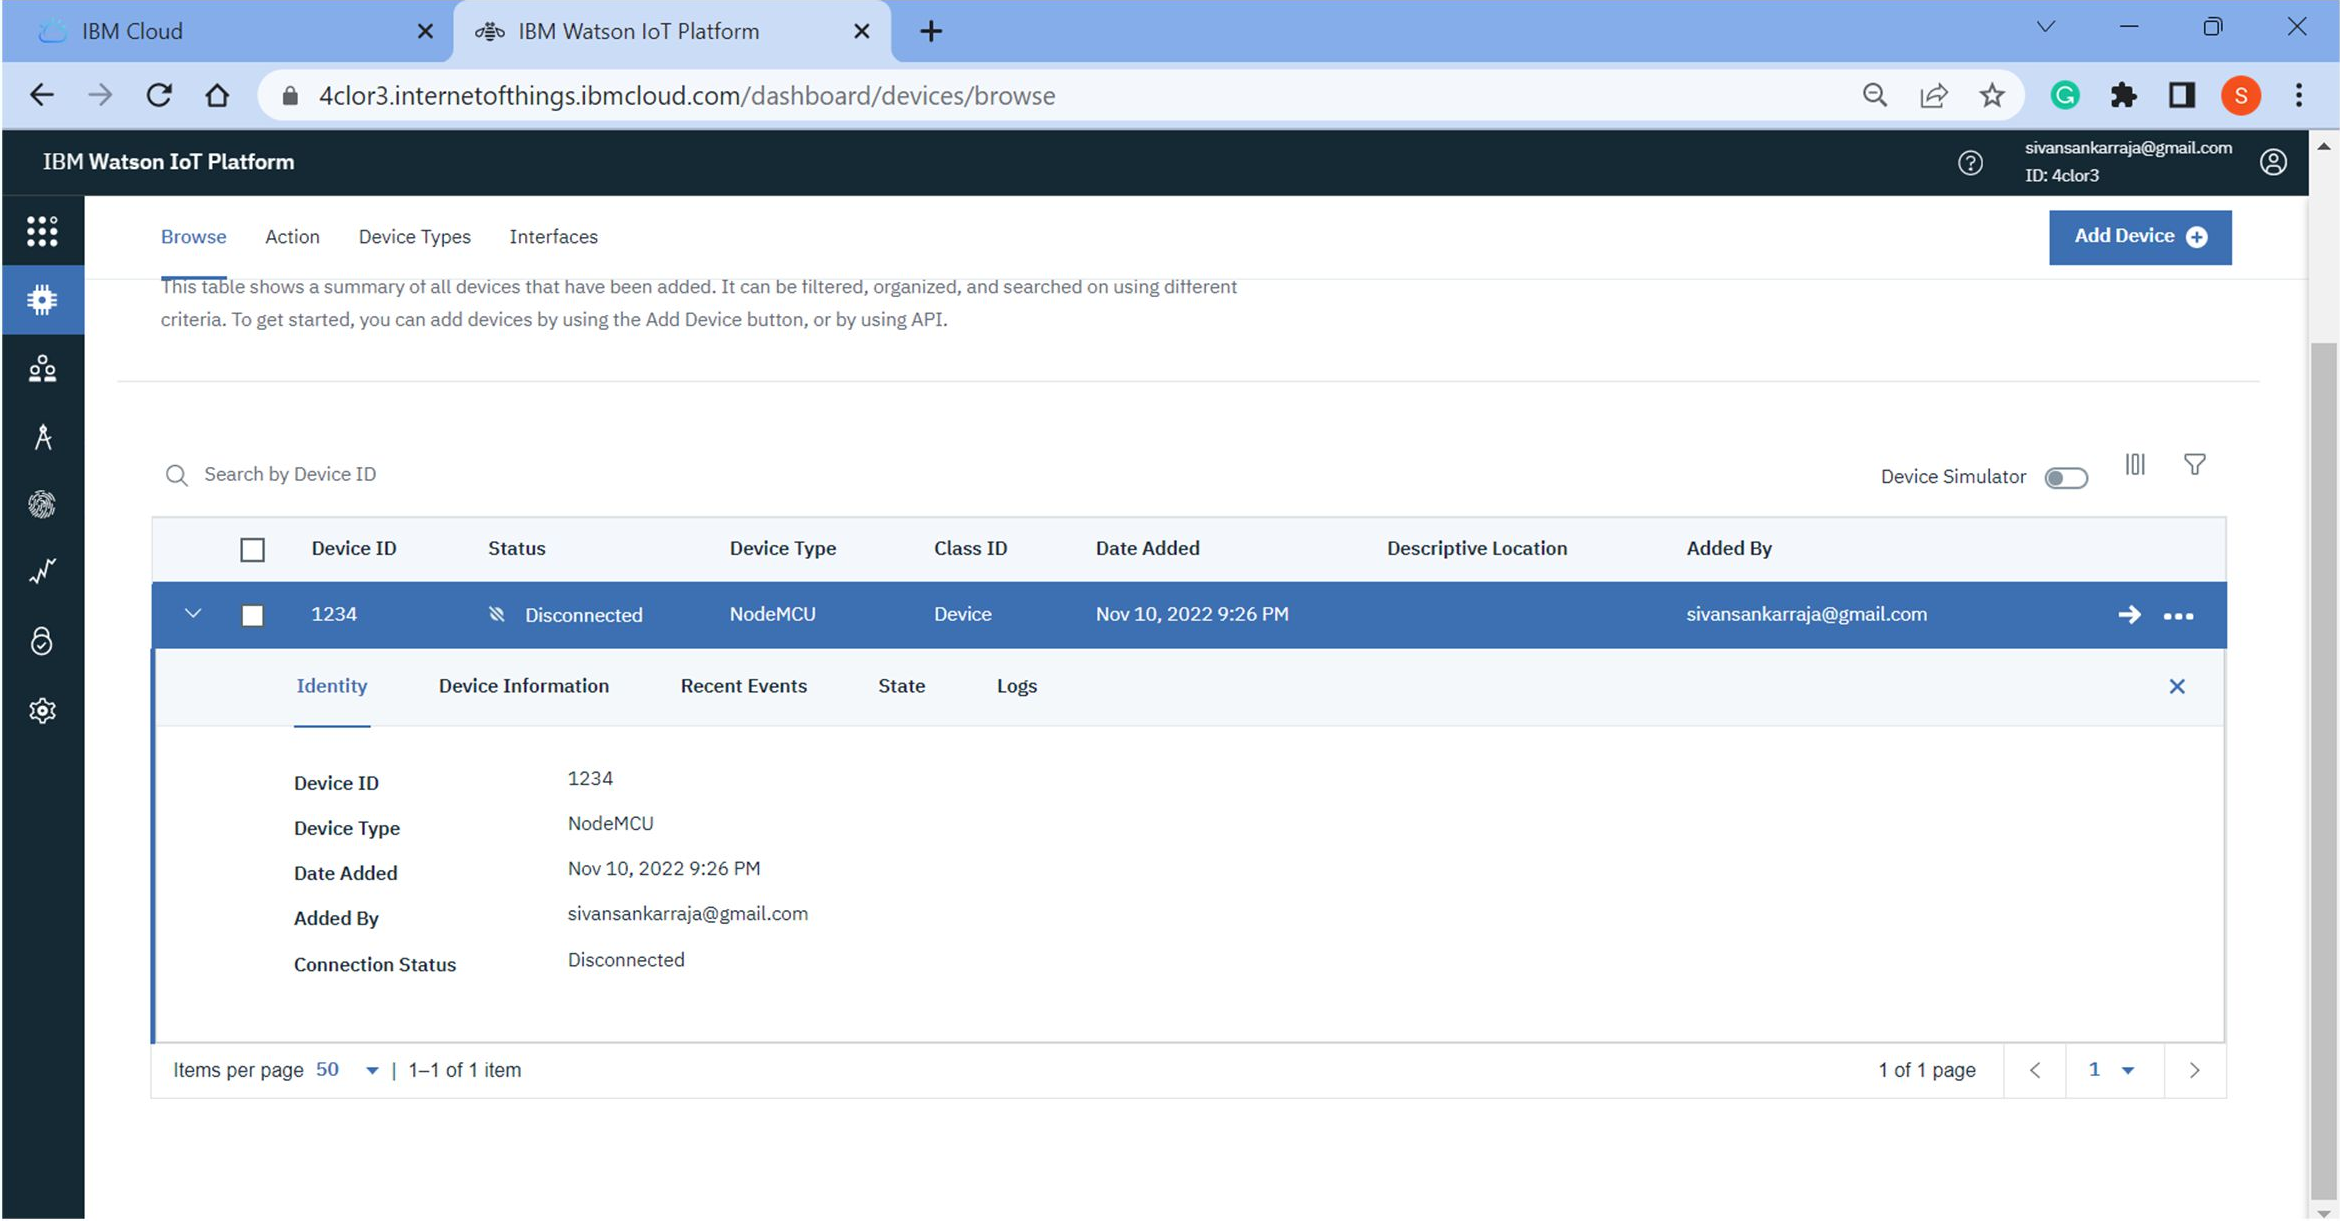 IBM Cloud
IBM Watson IoT Platform
4clor3.internetofthings.ibmcloud.com/dashboard/devices/browse
G
S
IBM Watson IoT Platform
?
sivansankarraja@gmail.com
ID: 4clor3
Browse
Action
Device Types
Interfaces
Add Device
This table shows a summary of all devices that have been added. It can be filtered, organized, and searched on using different
criteria. To get started, you can add devices by using the Add Device button, or by using API.
Search by Device ID
Device Simulator
Device ID Status Device Type Class ID Date Added Descriptive Location Added By
1234 Disconnected NodeMCU Device Nov 10, 2022 9:26 PM sivansankarraja@gmail.com
Identity Device Information Recent Events State Logs
Device ID 1234
Device Type NodeMCU
Date Added Nov 10, 2022 9:26 PM
Added By sivansankarraja@gmail.com
Connection Status Disconnected
Items per page 50 | 1–1 of 1 item
1 of 1 page
1